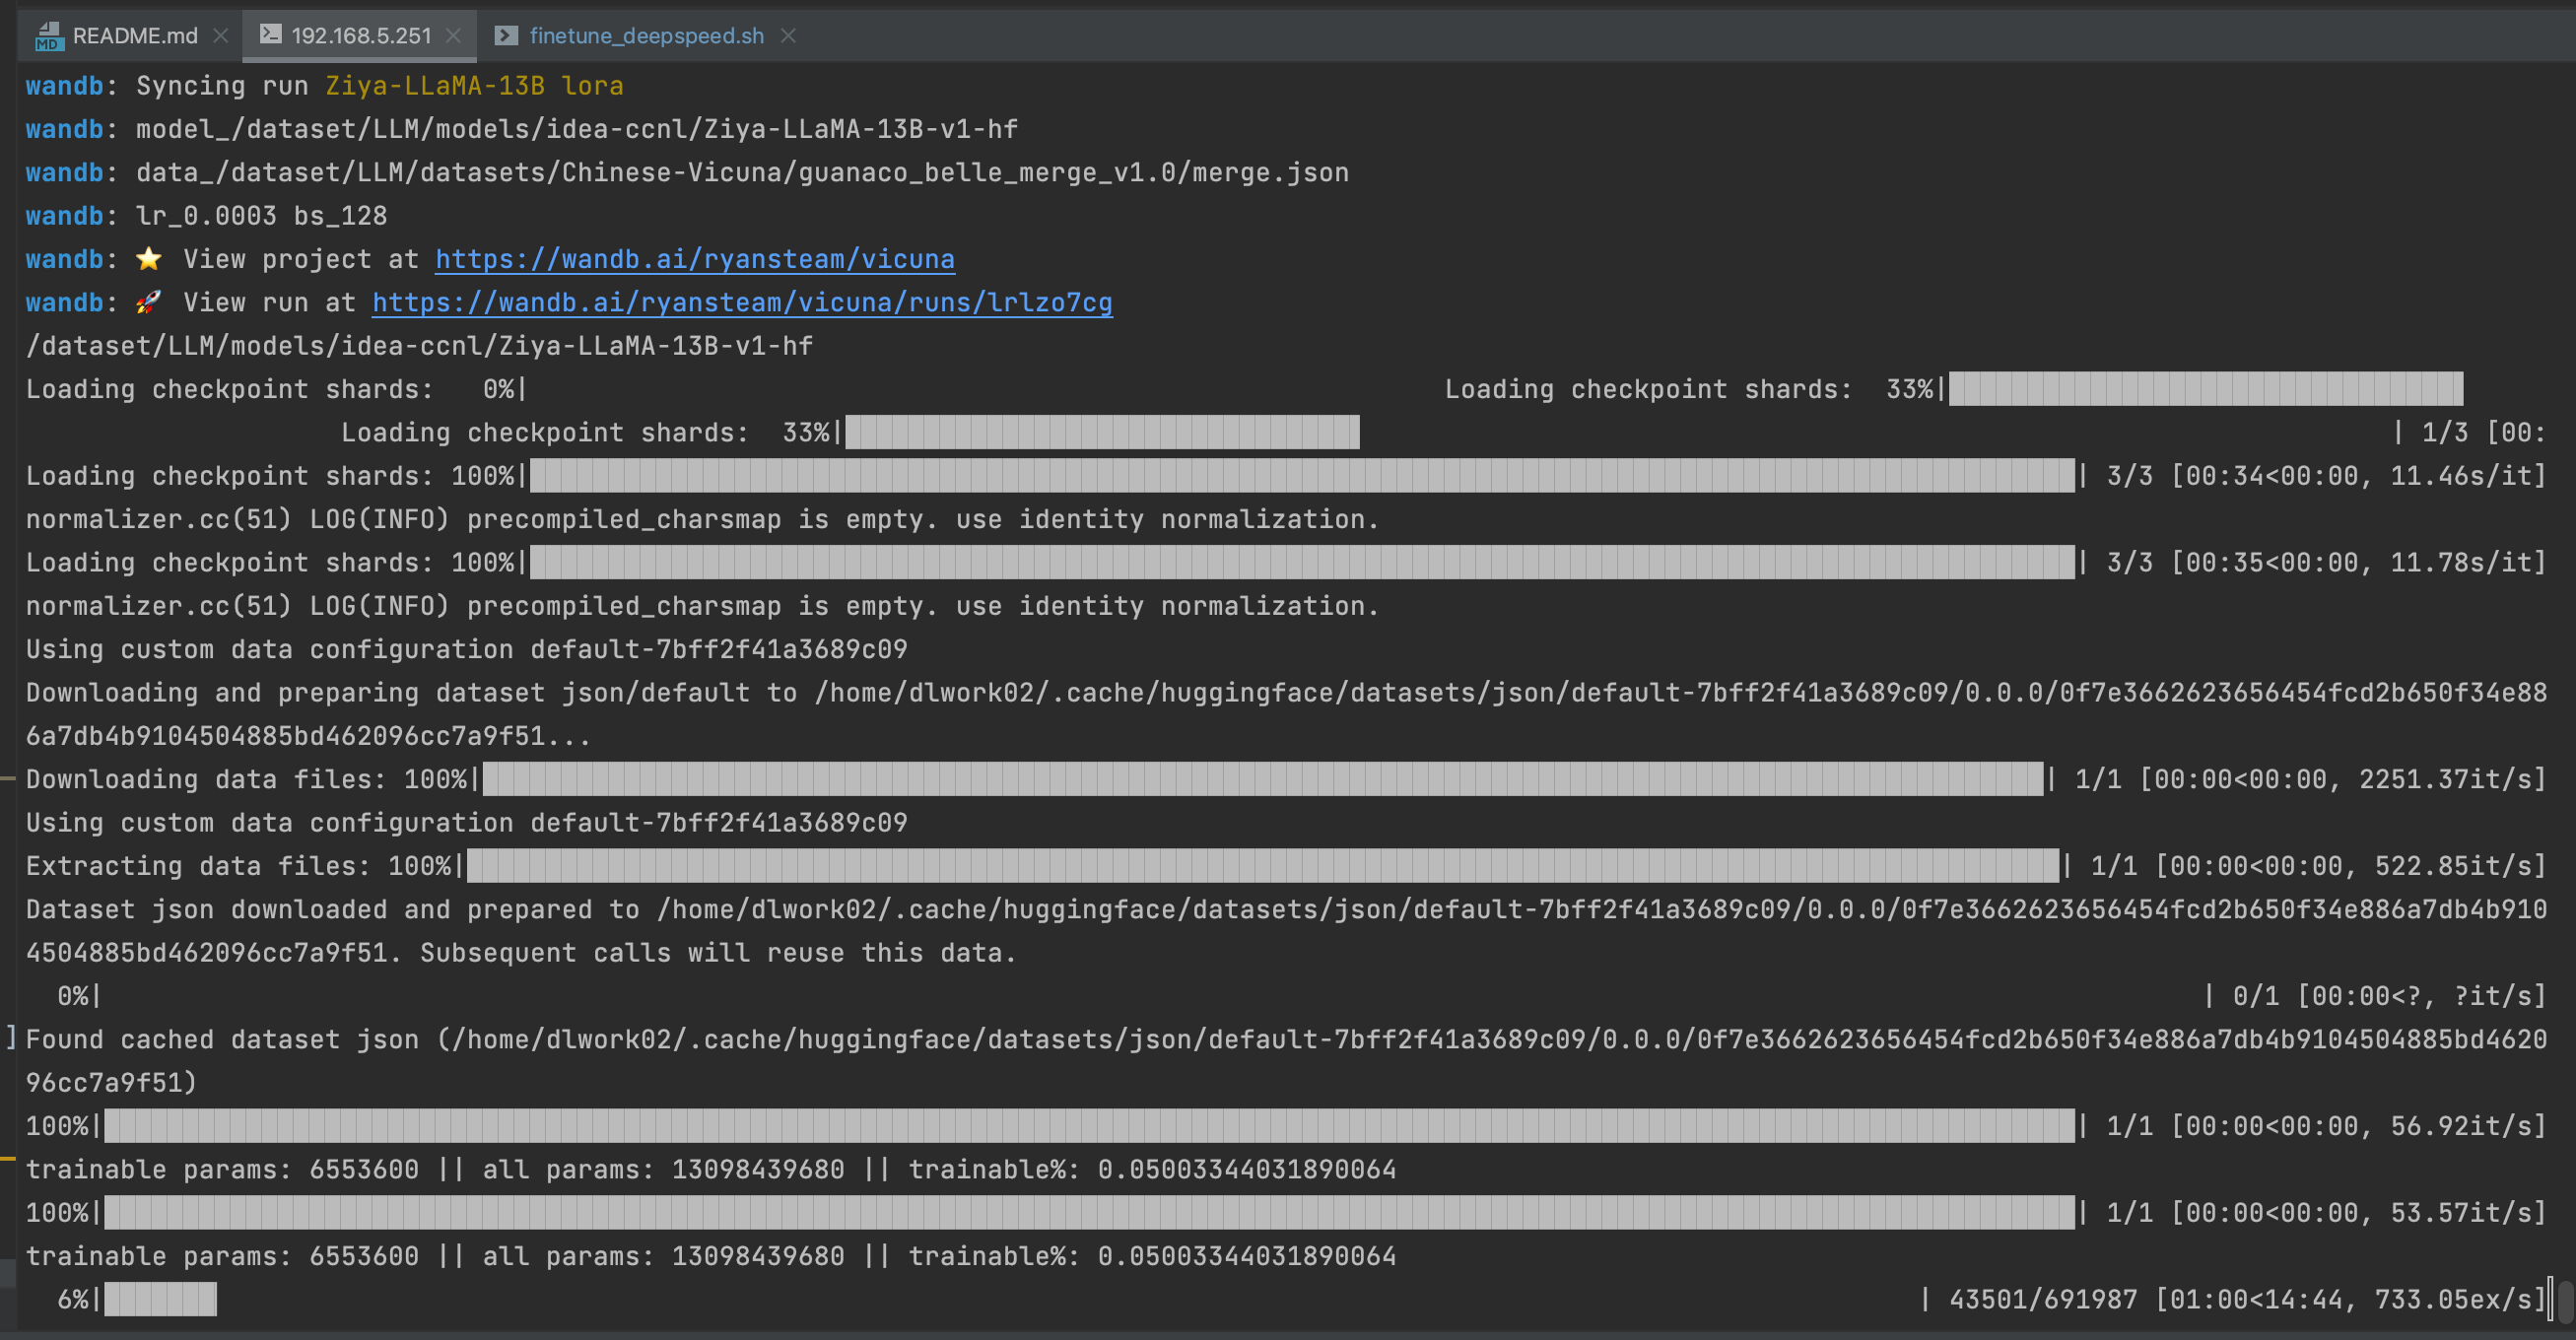 README.md 192.168.5.251 finetune_deepspeed.sh
wandb: Syncing run Ziya-LLaMA-13B lora
wandb: model_/dataset/LLM/models/idea-ccnl/Ziya-LLaMA-13B-v1-hf
wandb: data_/dataset/LLM/datasets/Chinese-Vicuna/guanaco_belle_merge_v1.0/merge.json
wandb: lr_0.0003 bs_128
wandb: ⭐ View project at https://wandb.ai/ryansteam/vicuna
wandb: 🚀 View run at https://wandb.ai/ryansteam/vicuna/runs/lrlzo7cg
/dataset/LLM/models/idea-ccnl/Ziya-LLaMA-13B-v1-hf
Loading checkpoint shards:   0%| Loading checkpoint shards:  33%|
Loading checkpoint shards:  33%| | 1/3 [00:
Loading checkpoint shards: 100%| | 3/3 [00:34<00:00, 11.46s/it]
normalizer.cc(51) LOG(INFO) precompiled_charsmap is empty. use identity normalization.
Loading checkpoint shards: 100%| | 3/3 [00:35<00:00, 11.78s/it]
normalizer.cc(51) LOG(INFO) precompiled_charsmap is empty. use identity normalization.
Using custom data configuration default-7bff2f41a3689c09
Downloading and preparing dataset json/default to /home/dlwork02/.cache/huggingface/datasets/json/default-7bff2f41a3689c09/0.0.0/0f7e3662623656454fcd2b650f34e88
6a7db4b9104504885bd462096cc7a9f51...
Downloading data files: 100%| | 1/1 [00:00<00:00, 2251.37it/s]
Using custom data configuration default-7bff2f41a3689c09
Extracting data files: 100%| | 1/1 [00:00<00:00, 522.85it/s]
Dataset json downloaded and prepared to /home/dlwork02/.cache/huggingface/datasets/json/default-7bff2f41a3689c09/0.0.0/0f7e3662623656454fcd2b650f34e886a7db4b910
4504885bd462096cc7a9f51. Subsequent calls will reuse this data.
0%| | 0/1 [00:00<?, ?it/s]
]Found cached dataset json (/home/dlwork02/.cache/huggingface/datasets/json/default-7bff2f41a3689c09/0.0.0/0f7e3662623656454fcd2b650f34e886a7db4b9104504885bd4620
96cc7a9f51)
100%| | 1/1 [00:00<00:00, 56.92it/s]
trainable params: 6553600 || all params: 13098439680 || trainable%: 0.05003344031890064
100%| | 1/1 [00:00<00:00, 53.57it/s]
trainable params: 6553600 || all params: 13098439680 || trainable%: 0.05003344031890064
6%| | 43501/691987 [01:00<14:44, 733.05ex/s]